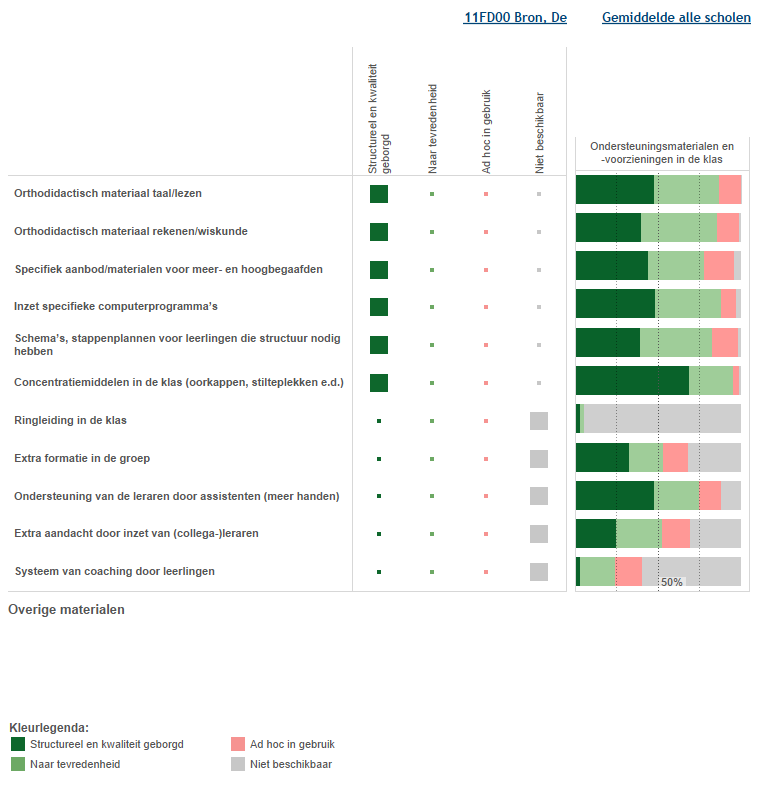 11FD00 Bron, De
Gemiddelde alle scholen
Structureel en kwaliteit
geborgd
Naar tevredenheid
Ad hoc in gebruik
Niet beschikbaar
Ondersteuningsmaterialen en
-voorzieningen in de klas
Orthodidactisch materiaal taal/lezen
Orthodidactisch materiaal rekenen/wiskunde
Specifiek aanbod/materialen voor meer- en hoogbegaafden
Inzet specifieke computerprogramma's
Schema's, stappenplannen voor leerlingen die structuur nodig
hebben
Concentratiemiddelen in de klas (oorkappen, stilteplekken e.d.)
Ringleiding in de klas
Extra formatie in de groep
Ondersteuning van de leraren door assistenten (meer handen)
Extra aandacht door inzet van (collega-)leraren
Systeem van coaching door leerlingen
50%
Overige materialen
Kleurlegenda:
Structureel en kwaliteit geborgd
Ad hoc in gebruik
Naar tevredenheid
Niet beschikbaar